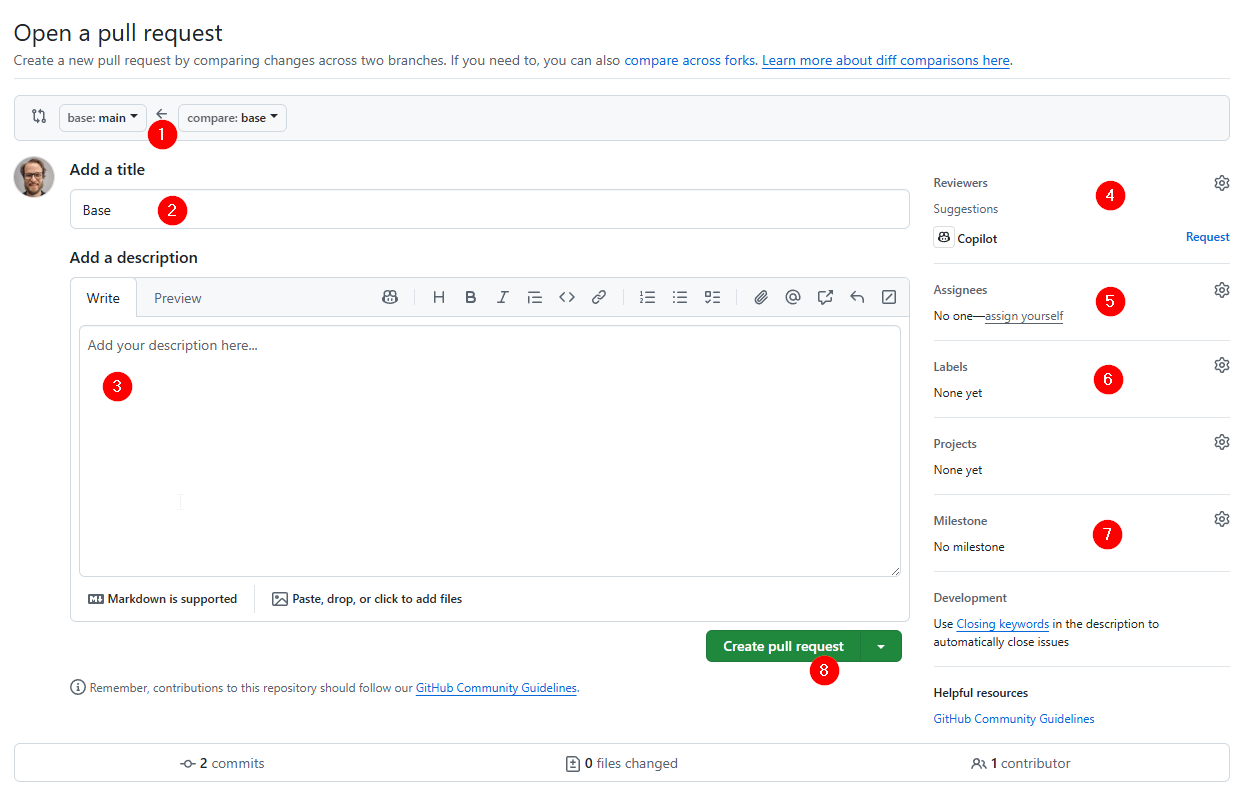 Open a pull request
Create a new pull request by comparing changes across two branches. If you need to, you can also compare across forks. Learn more about diff comparisons here.
base: main
1
compare: base
Add a title
Base
2
Add a description
Write
Preview
Add your description here...
3
Markdown is supported
Paste, drop, or click to add files
Create pull request
8
Remember, contributions to this repository should follow our GitHub Community Guidelines.
Reviewers
4
Suggestions
Copilot
Request
Assignees
5
No one—assign yourself
Labels
6
None yet
Projects
None yet
Milestone
7
No milestone
Development
Use Closing keywords in the description to
automatically close issues
Helpful resources
GitHub Community Guidelines
2 commits
0 files changed
1 contributor